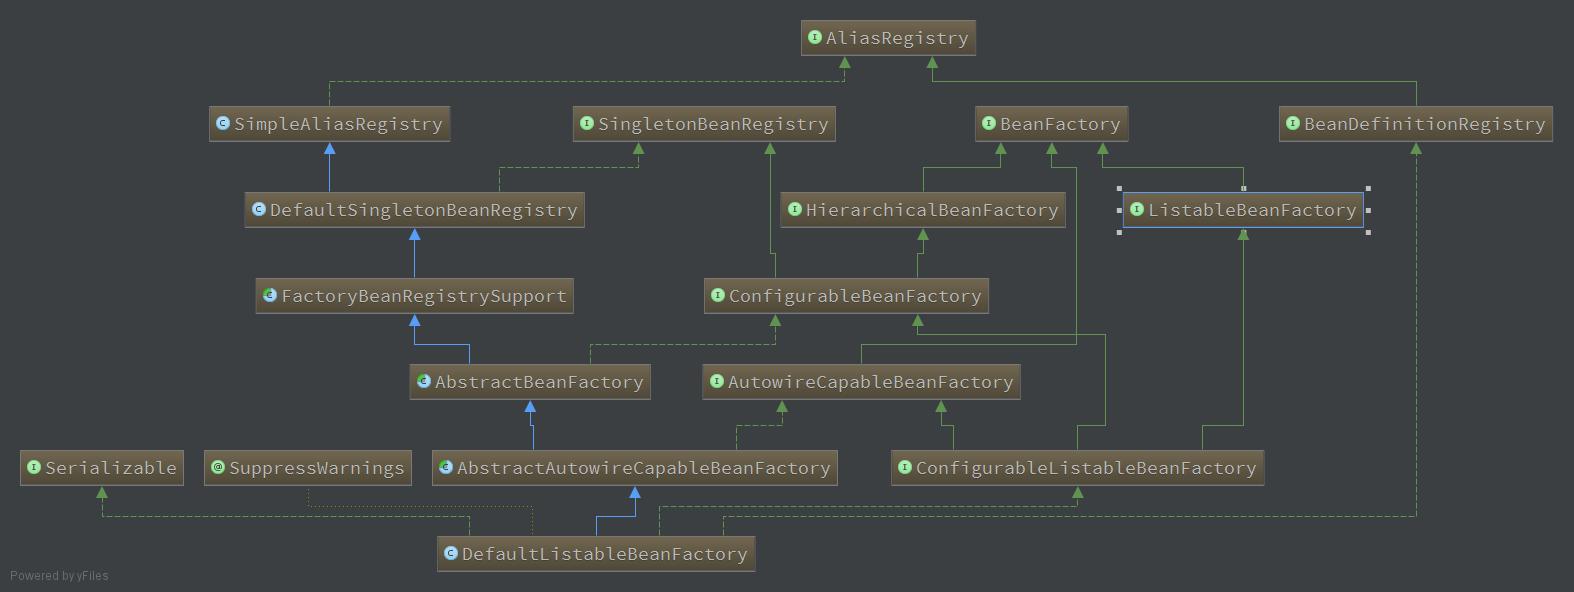 AliasRegistry
SimpleAliasRegistry
SingletonBeanRegistry
BeanFactory
BeanDefinitionRegistry
DefaultSingletonBeanRegistry
HierarchicalBeanFactory
ListableBeanFactory
FactoryBeanRegistrySupport
ConfigurableBeanFactory
AbstractBeanFactory
AutowireCapableBeanFactory
Serializable
SuppressWarnings
AbstractAutowireCapableBeanFactory
ConfigurableListableBeanFactory
DefaultListableBeanFactory
Powered by yFiles